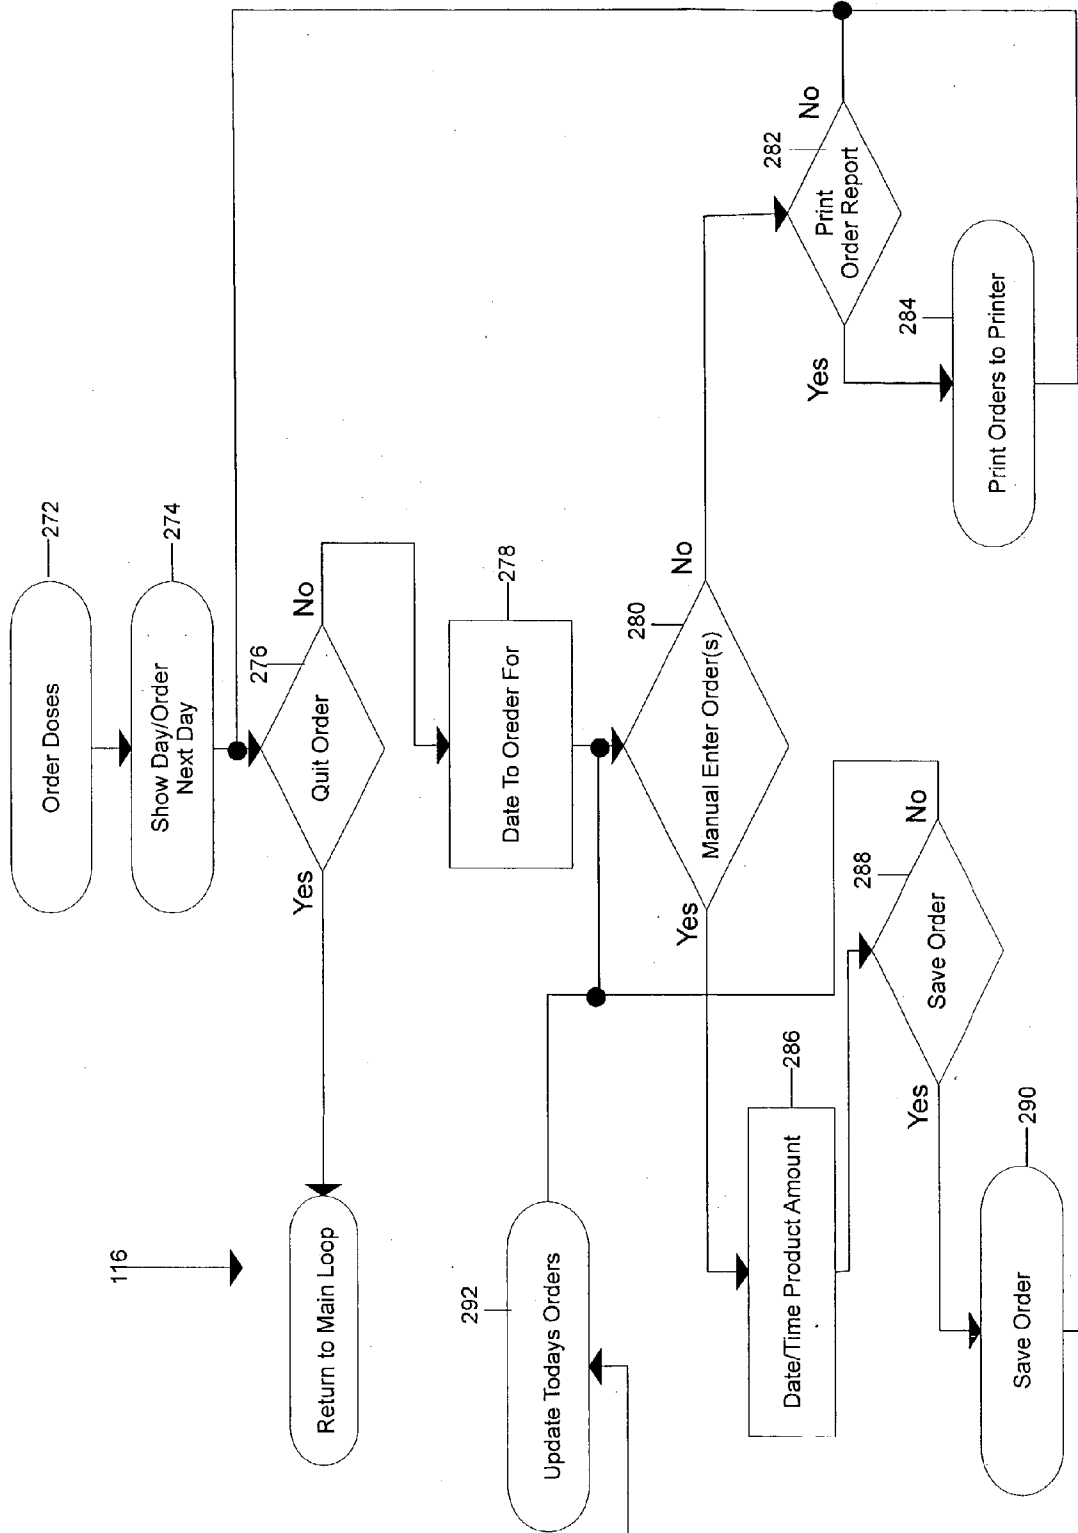 116
Order Doses
272
Show Day/Order
Next Day
274
Quit Order
276
Yes
No
Return to Main Loop
Date To Oreder For
278
Manual Enter Order(s)
280
Yes
No
Print
Order Report
282
Yes
No
Print Orders to Printer
284
Date/Time Product Amount
286
Save Order
288
Yes
No
Save Order
290
Update Todays Orders
292